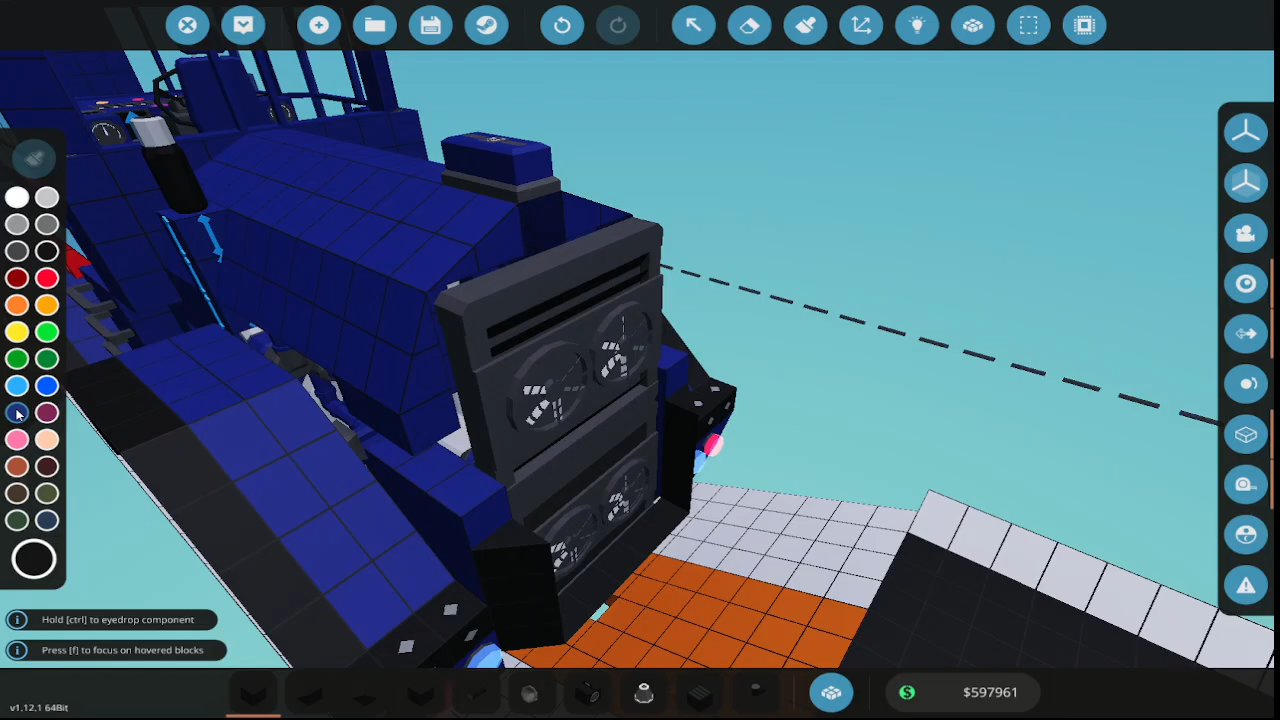 Hold [ctrl] to eyedrop component
Press [f] to focus on hovered blocks
v1.12.1 64Bit
$ $597961